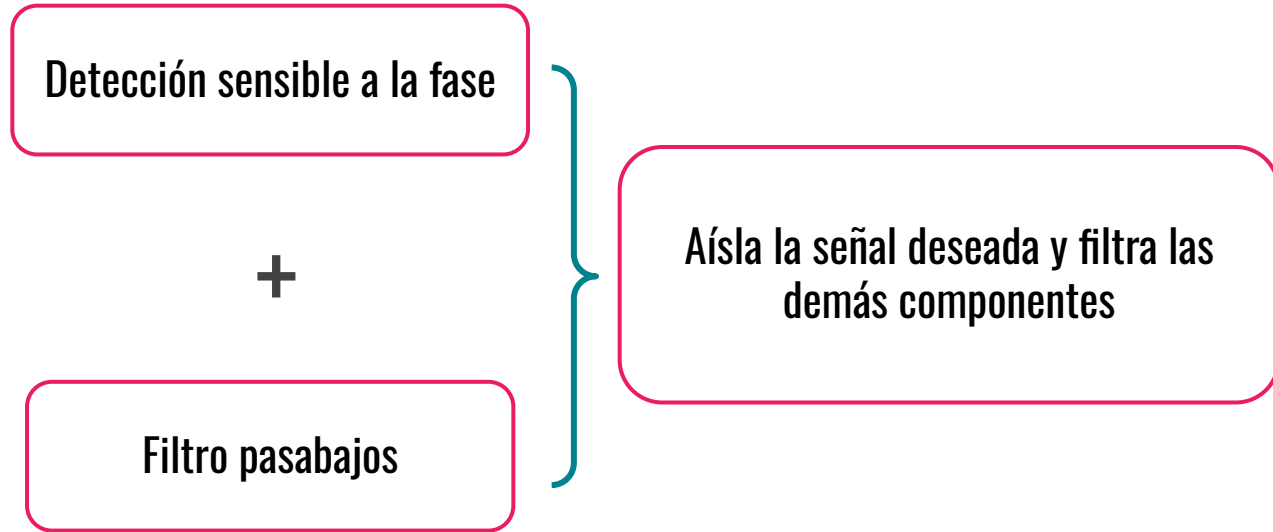 Detección sensible a la fase
+
Filtro pasabajos
Aísla la señal deseada y filtra las
demás componentes